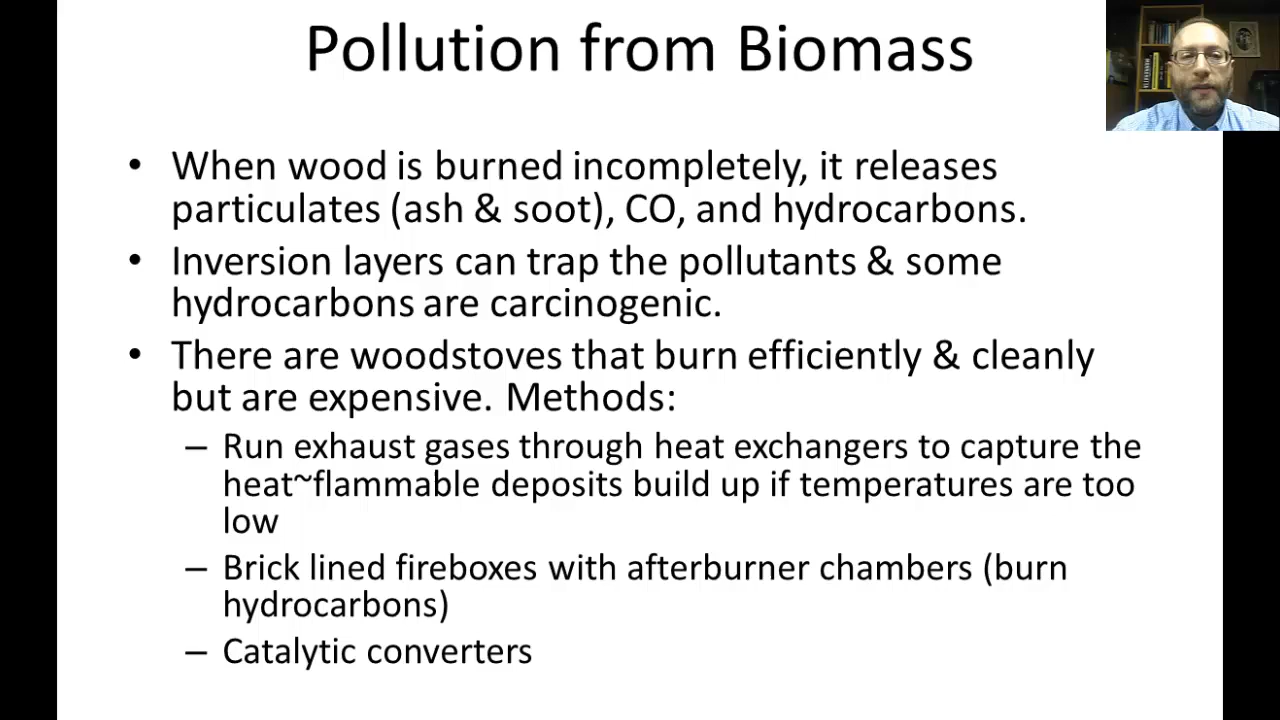 Pollution from Biomass
• When wood is burned incompletely, it releases
particulates (ash & soot), CO, and hydrocarbons.
• Inversion layers can trap the pollutants & some
hydrocarbons are carcinogenic.
• There are woodstoves that burn efficiently & cleanly
but are expensive. Methods:
– Run exhaust gases through heat exchangers to capture the
heat~flammable deposits build up if temperatures are too
low
– Brick lined fireboxes with afterburner chambers (burn
hydrocarbons)
– Catalytic converters